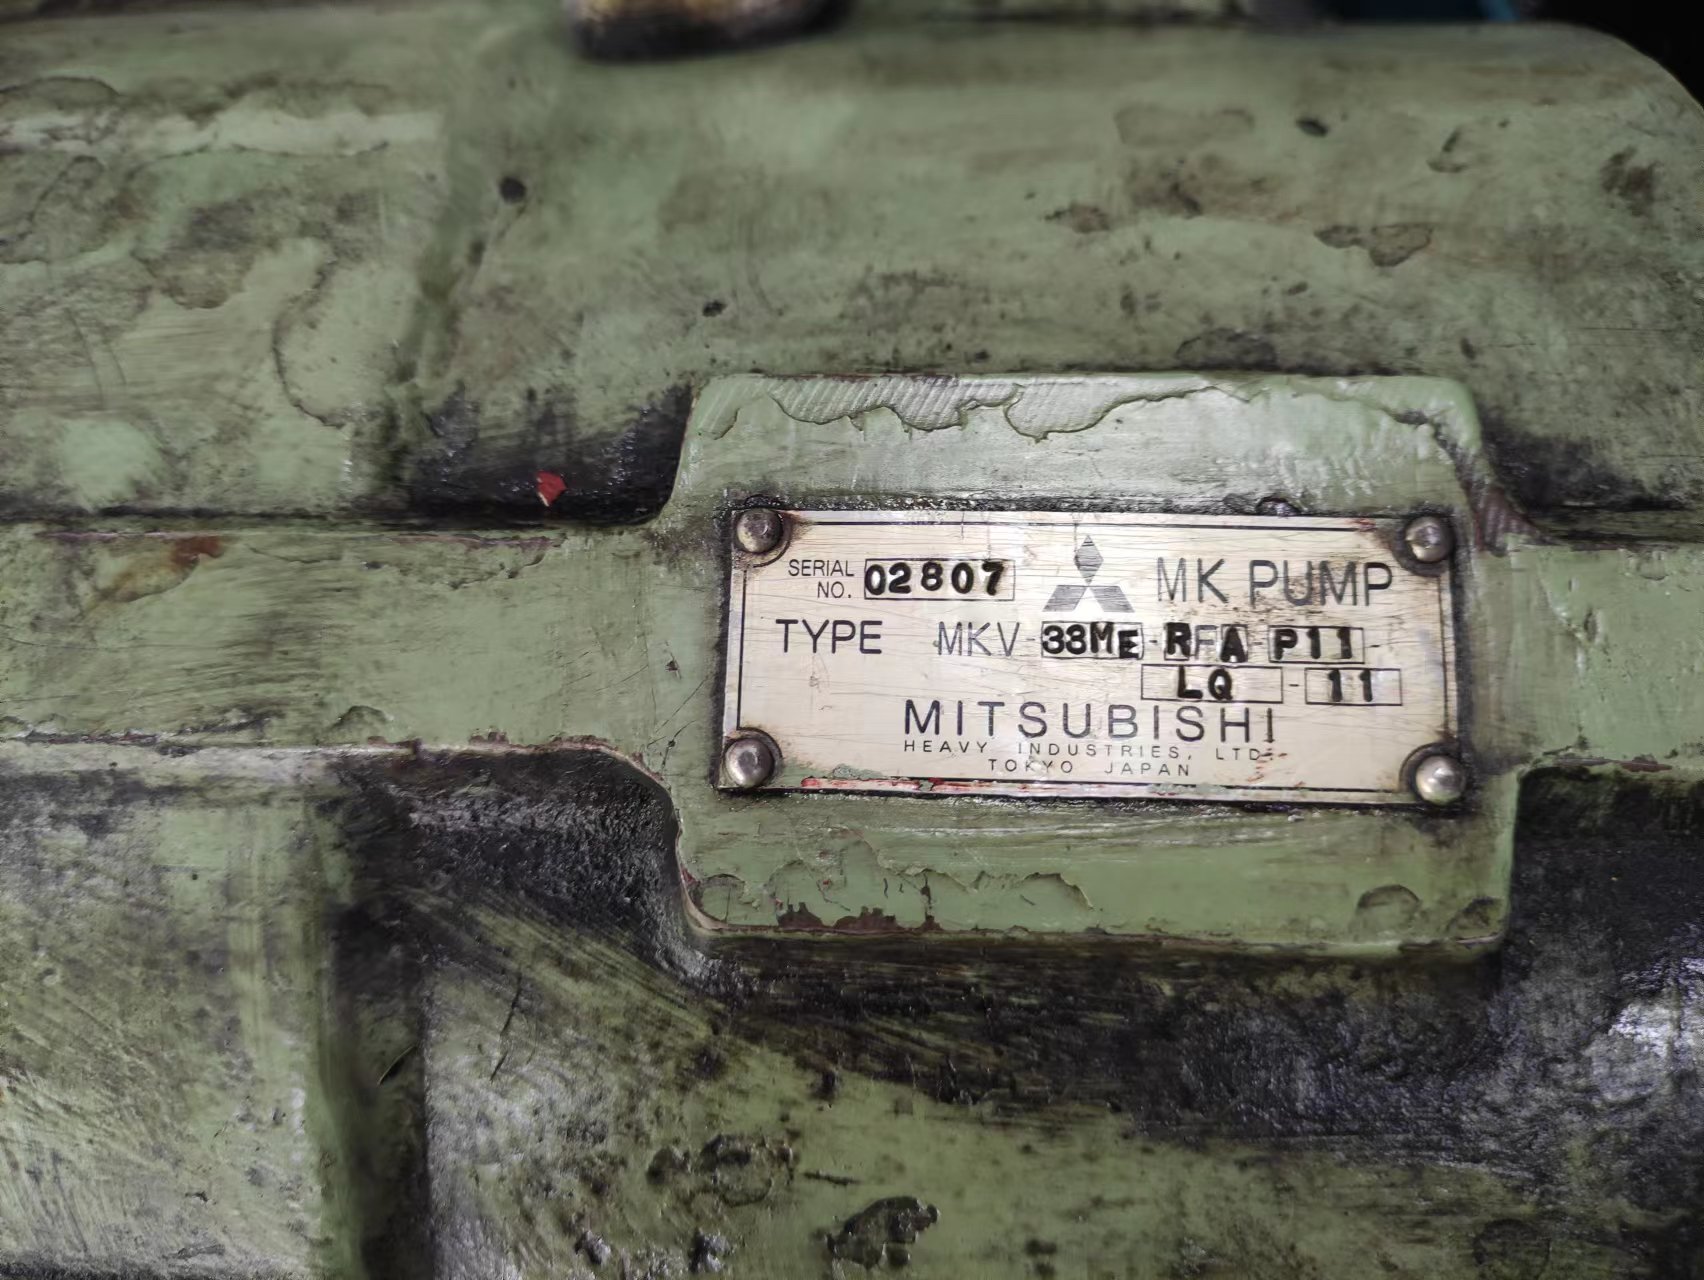 SERIAL NO. 02807 MK PUMP
TYPE MKV-38ME-RFA-P11-
LQ-11
MITSUBISHI
HEAVY INDUSTRIES, LTD.
TOKYO JAPAN